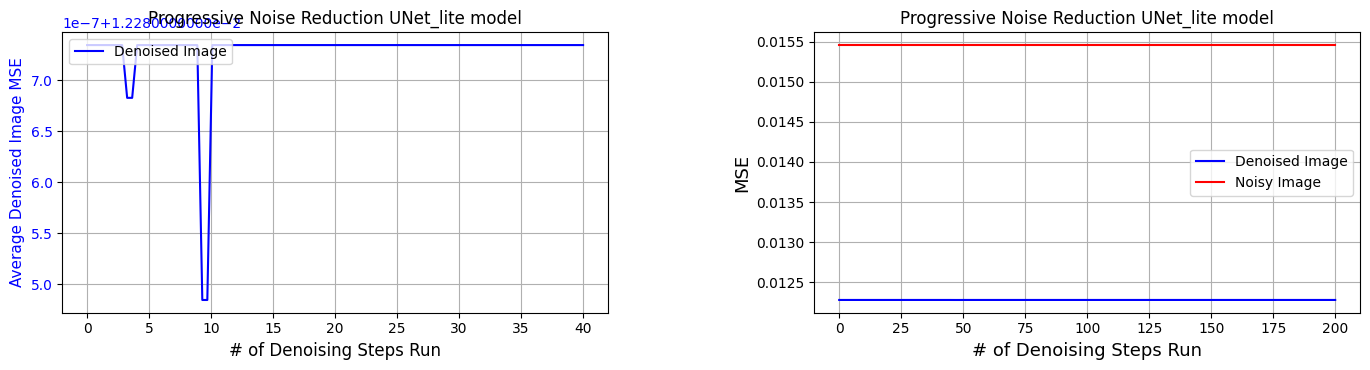 Progressive Noise Reduction UNet_lite model
1e-7+1.2280000000e-2
Denoised Image
Average Denoised Image MSE
7.0
6.5
6.0
5.5
5.0
0 5 10 15 20 25 30 35 40
# of Denoising Steps Run
Progressive Noise Reduction UNet_lite model
MSE
0.0155
0.0150
0.0145
0.0140
0.0135
0.0130
0.0125
Denoised Image
Noisy Image
0 25 50 75 100 125 150 175 200
# of Denoising Steps Run